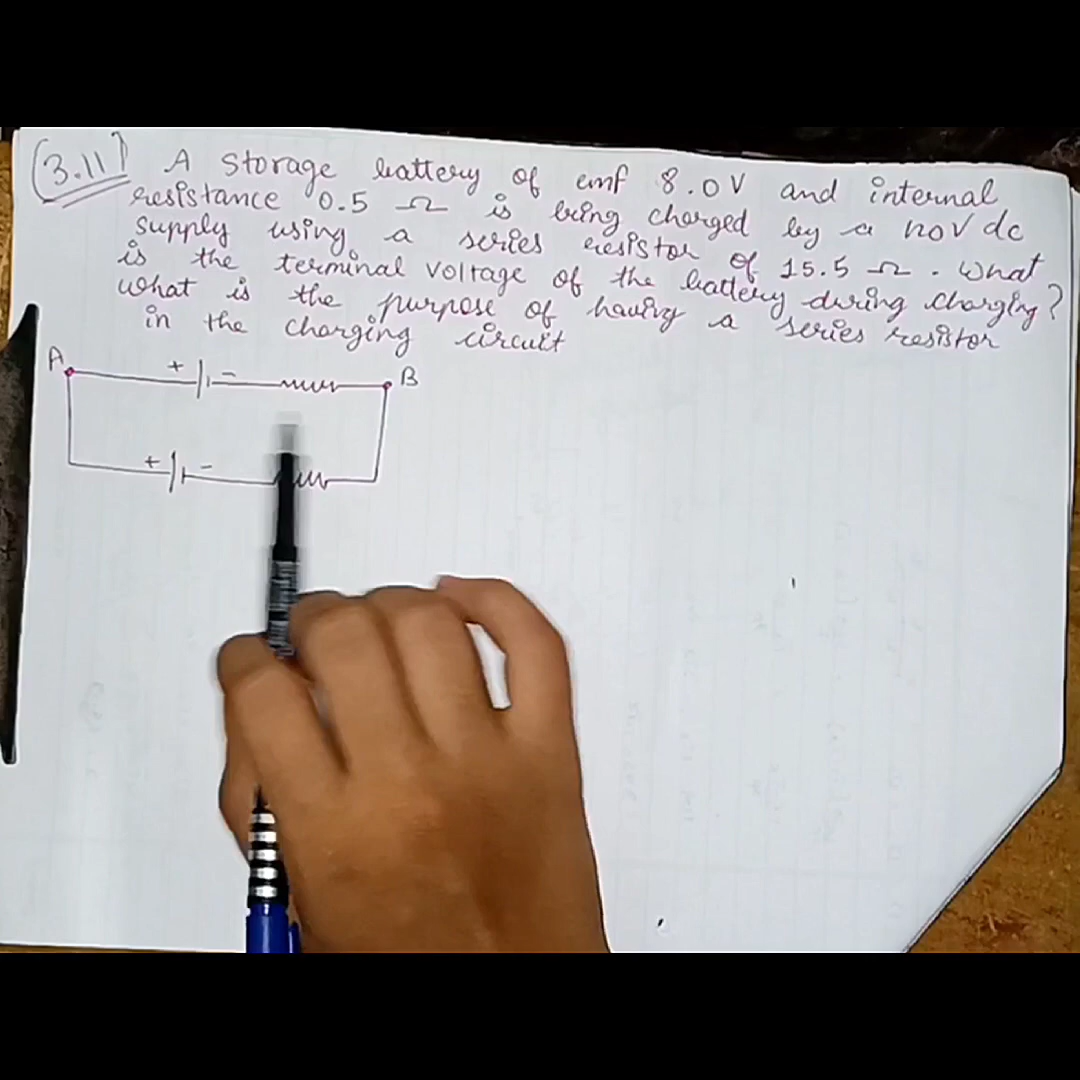 (3.11) A storage battery of emf 8.0V and internal
resistance 0.5 Ω is being charged by a 110V dc
supply using a series resistor of 15.5 Ω. What
is the terminal voltage of the battery during charging?
what is the purpose of having a series resistor
in the charging circuit
A + - B
+ -